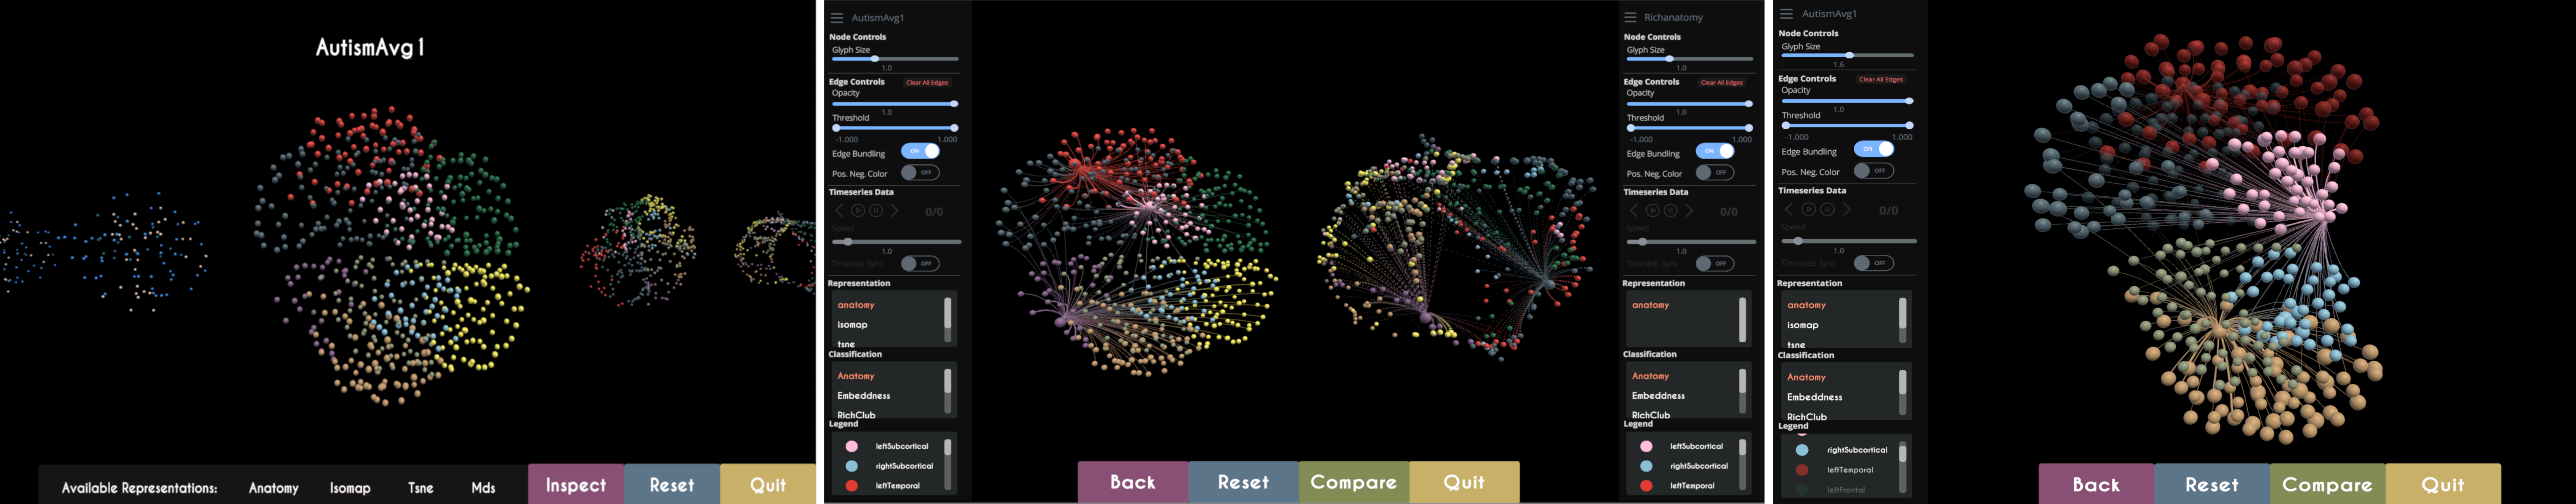 AutismAvg1
Available Representations: Anatomy Isomap Tsne Mds
Inspect Reset Quit
AutismAvg1
Node Controls
Glyph Size
1.0
Edge Controls Clear All Edges
Opacity
1.0
Threshold
-1.000 1.000
Edge Bundling ON
Pos. Neg. Color OFF
Timeseries Data
0/0
Speed
1.0
Timestep Sync OFF
Representation
anatomy
isomap
tsne
Classification
Anatomy
Embeddness
RichClub
Legend
leftSubcortical
rightSubcortical
leftTemporal
Back Reset Compare Quit
Richanatomy
Node Controls
Glyph Size
1.0
Edge Controls Clear All Edges
Opacity
1.0
Threshold
-1.000 1.000
Edge Bundling ON
Pos. Neg. Color OFF
Timeseries Data
0/0
Speed
1.0
Timestep Sync OFF
Representation
anatomy
Classification
Anatomy
Embeddness
RichClub
Legend
leftSubcortical
rightSubcortical
leftTemporal
AutismAvg1
Node Controls
Glyph Size
1.6
Edge Controls Clear All Edges
Opacity
1.0
Threshold
-1.000 1.000
Edge Bundling ON
Pos. Neg. Color OFF
Timeseries Data
0/0
Speed
1.0
Timestep Sync OFF
Representation
anatomy
isomap
tsne
Classification
Anatomy
Embeddness
RichClub
Legend
rightSubcortical
leftTemporal
leftFrontal
Back Reset Compare Quit